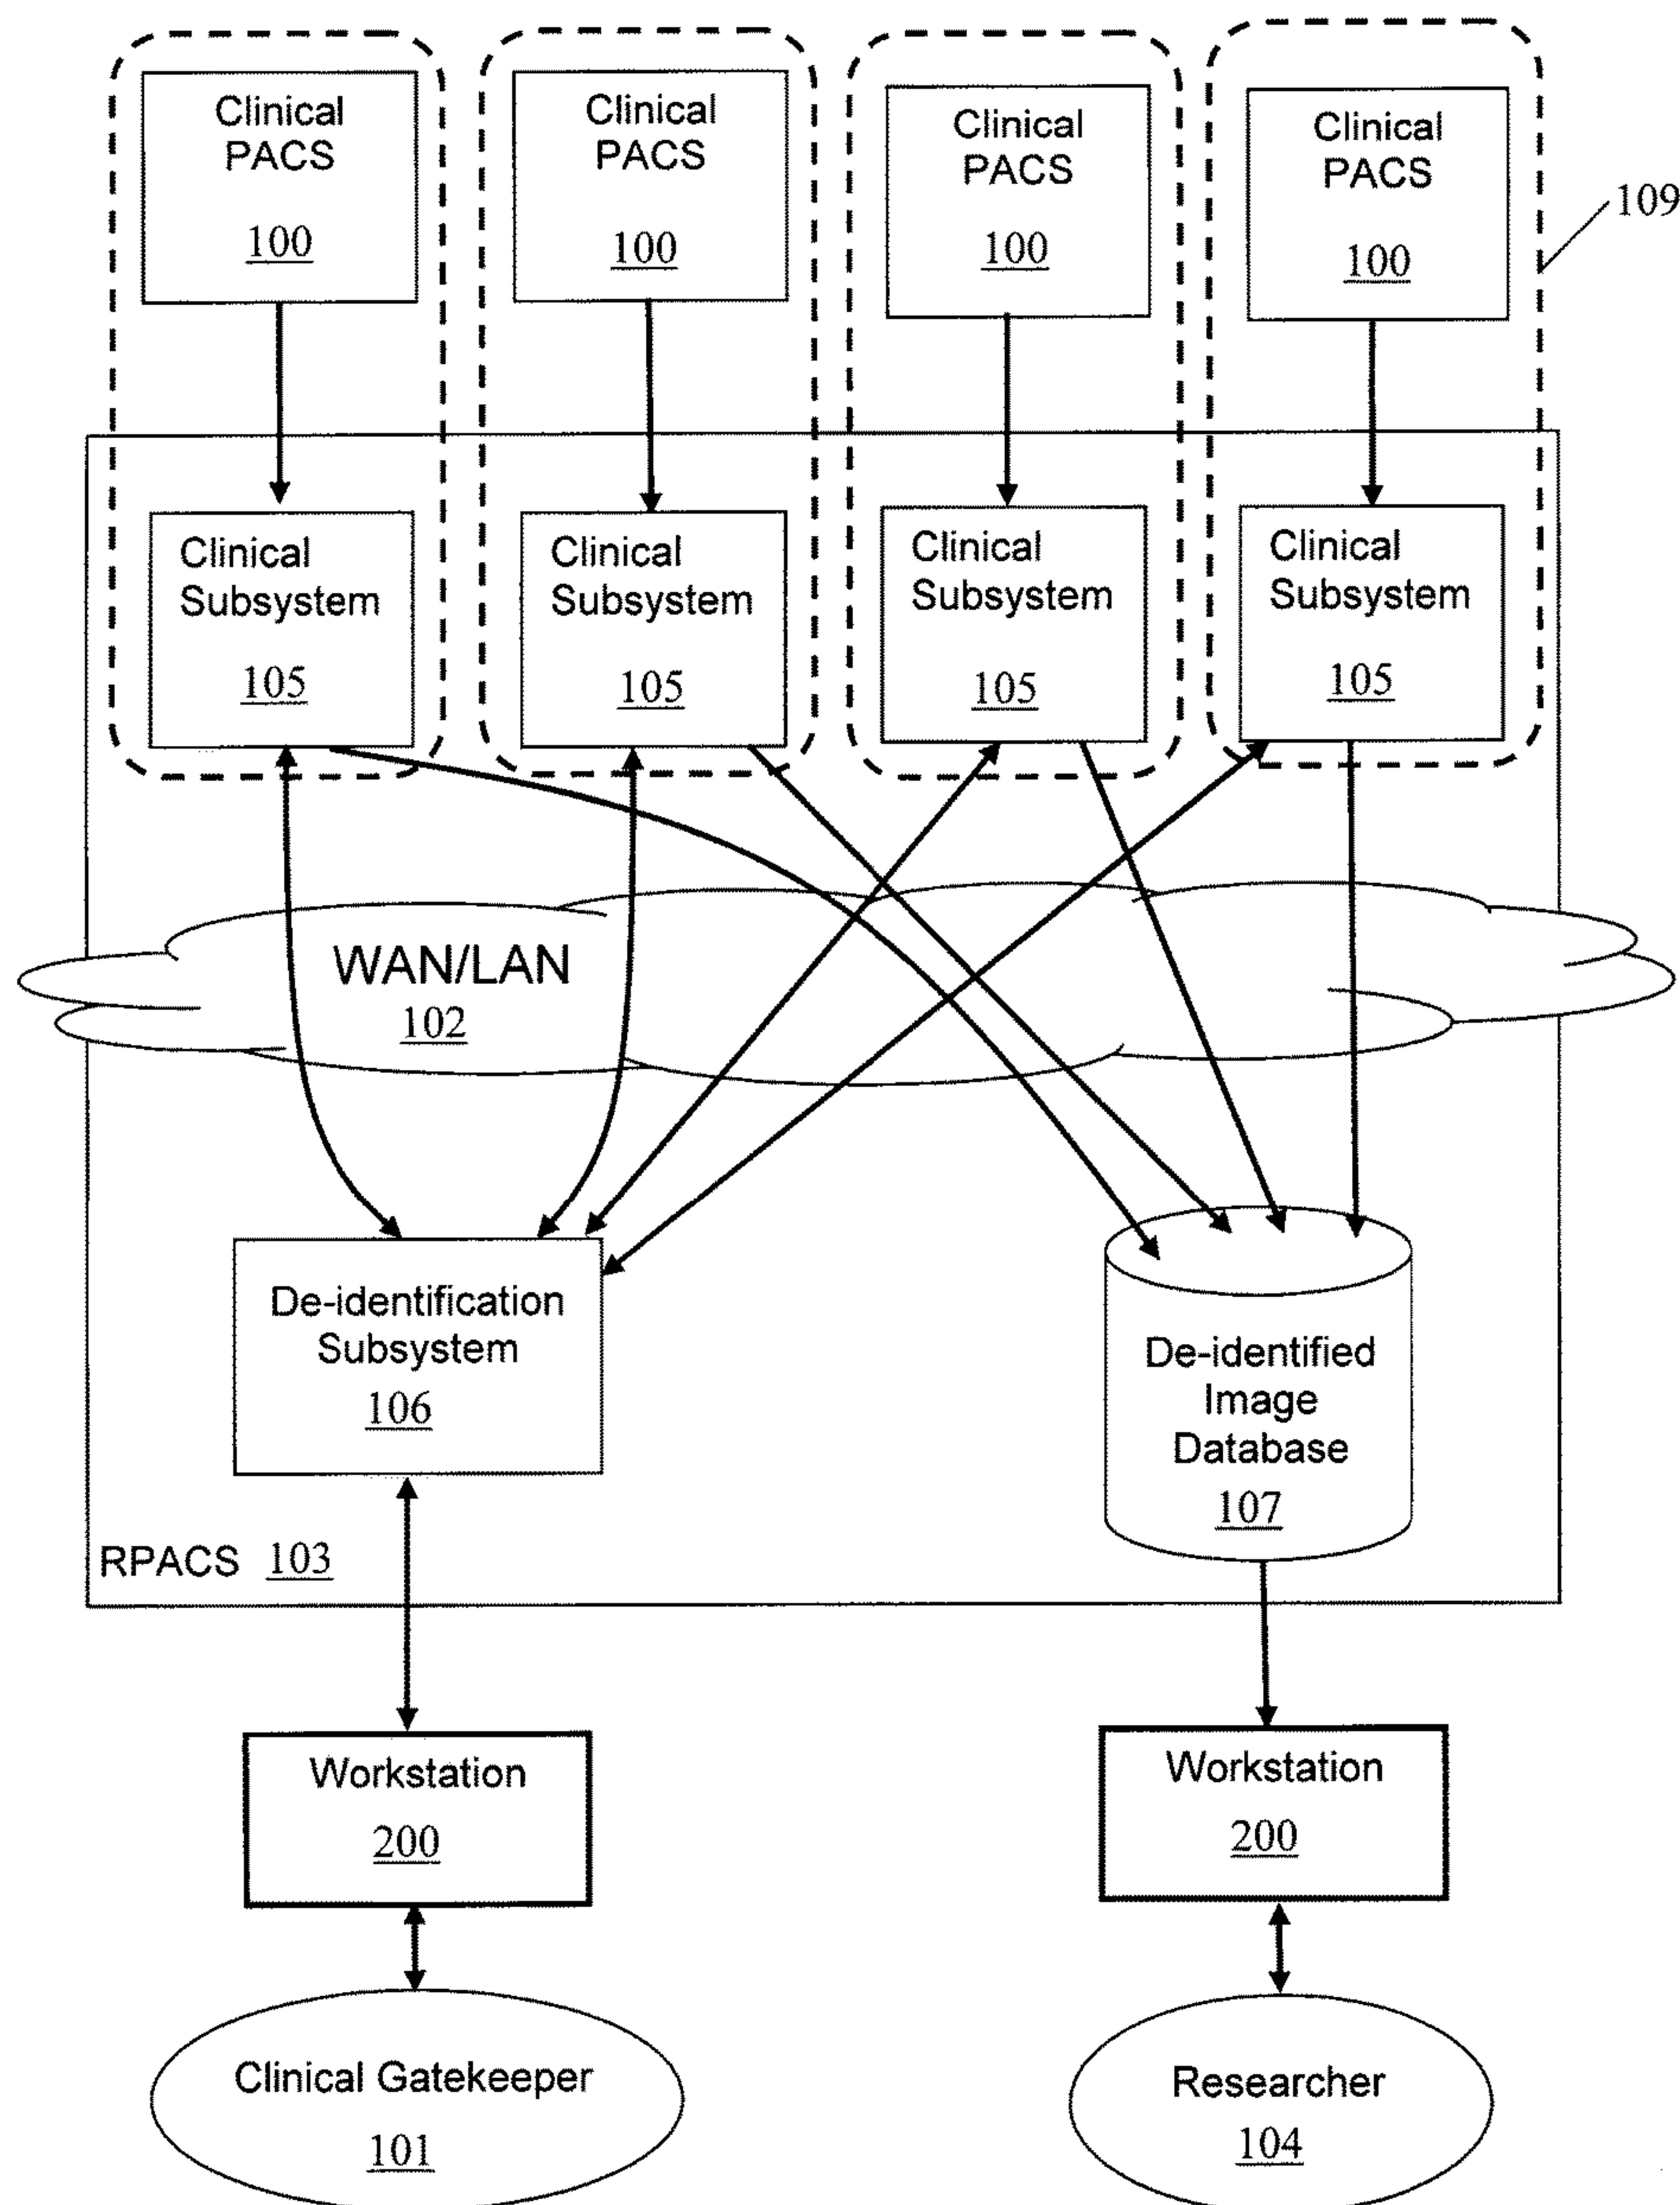 Clinical
PACS
100
Clinical
PACS
100
Clinical
PACS
100
Clinical
PACS
100
109
Clinical
Subsystem
105
Clinical
Subsystem
105
Clinical
Subsystem
105
Clinical
Subsystem
105
WAN/LAN
102
De-identification
Subsystem
106
De-identified
Image
Database
107
RPACS 103
Workstation
200
Workstation
200
Clinical Gatekeeper
101
Researcher
104